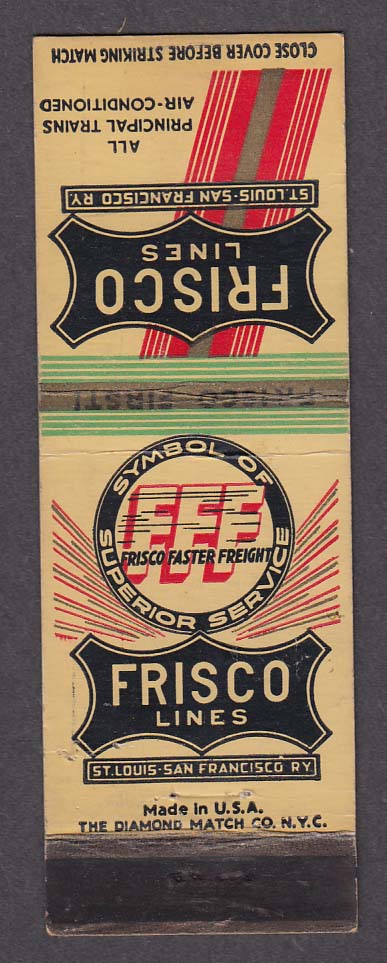 CLOSE COVER BEFORE STRIKING MATCH
ALL
PRINCIPAL TRAINS
AIR-CONDITIONED
ST. LOUIS-SAN FRANCISCO RY
FRISCO
LINES
FRISCO FIRST!
SYMBOL OF
FFF
FRISCO FASTER FREIGHT
SUPERIOR SERVICE
FRISCO
LINES
ST. LOUIS-SAN FRANCISCO RY
Made in U.S.A.
THE DIAMOND MATCH CO. N.Y.C.